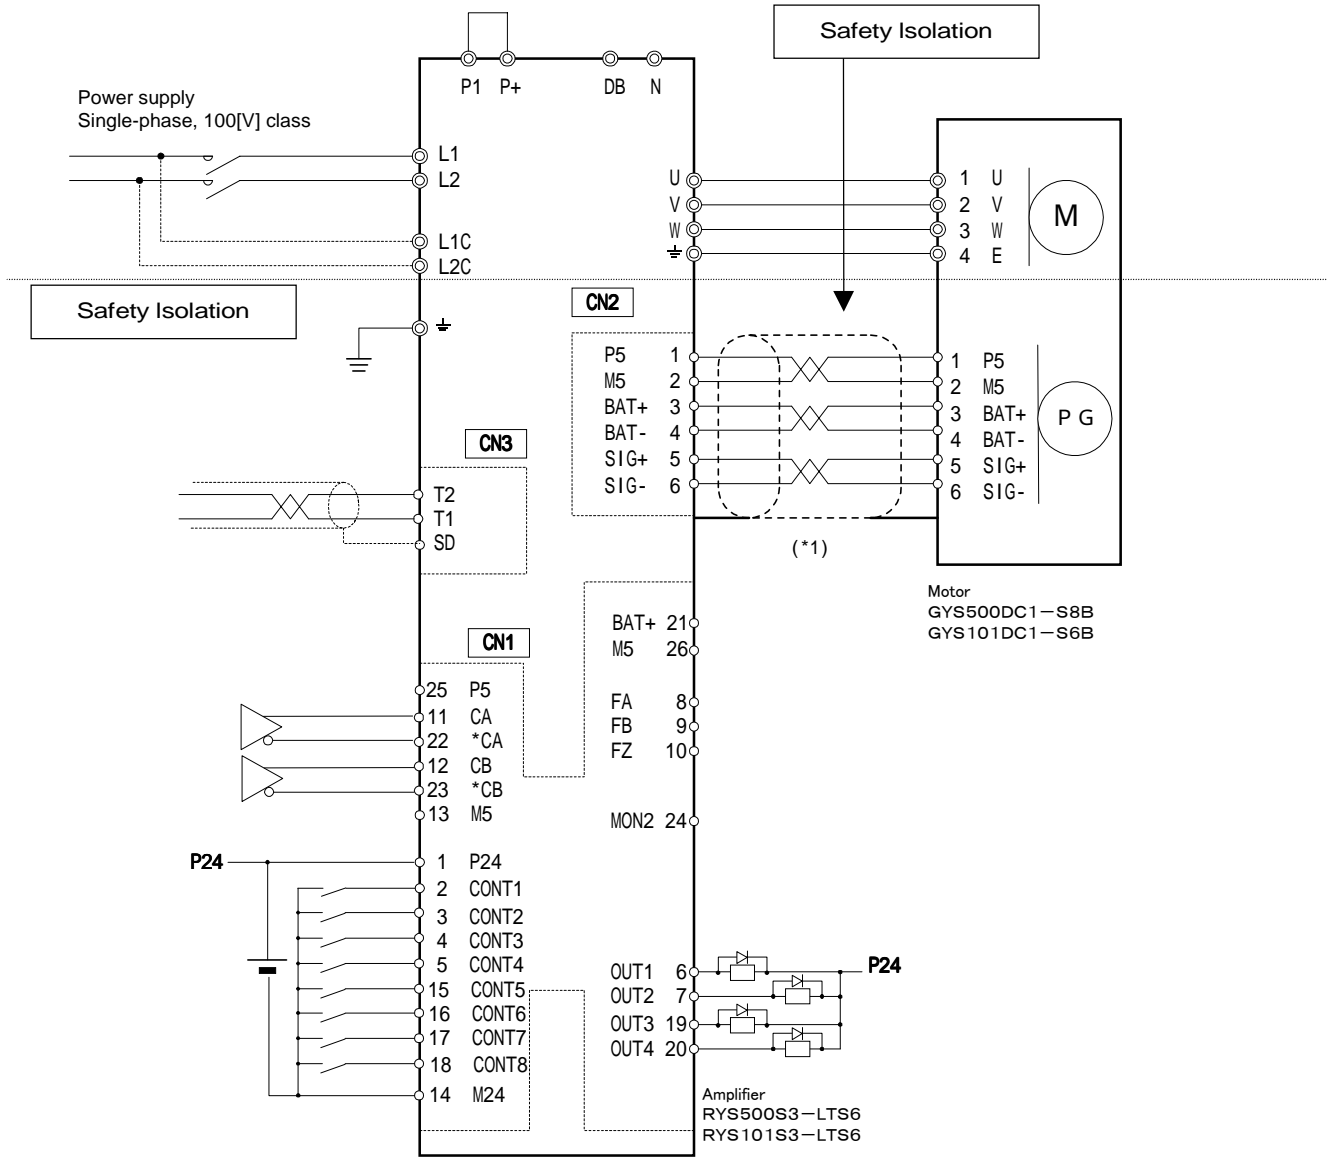 Safety Isolation
P1 P+ DB N
Power supply
Single-phase, 100[V] class
L1
L2
L1C
L2C
U
V
W
1 U
2 V
3 W
4 E
M
Safety Isolation
CN2
P5 1
M5 2
BAT+ 3
BAT- 4
SIG+ 5
SIG- 6
1 P5
2 M5
3 BAT+
4 BAT-
5 SIG+
6 SIG-
PG
(*1)
CN3
T2
T1
SD
Motor
GYS500DC1－S8B
GYS101DC1－S6B
CN1
BAT+ 21
M5 26
FA 8
FB 9
FZ 10
MON2 24
25 P5
11 CA
22 *CA
12 CB
23 *CB
13 M5
P24
1 P24
2 CONT1
3 CONT2
4 CONT3
5 CONT4
15 CONT5
16 CONT6
17 CONT7
18 CONT8
14 M24
OUT1 6
OUT2 7
OUT3 19
OUT4 20
P24
Amplifier
RYS500S3－LTS6
RYS101S3－LTS6